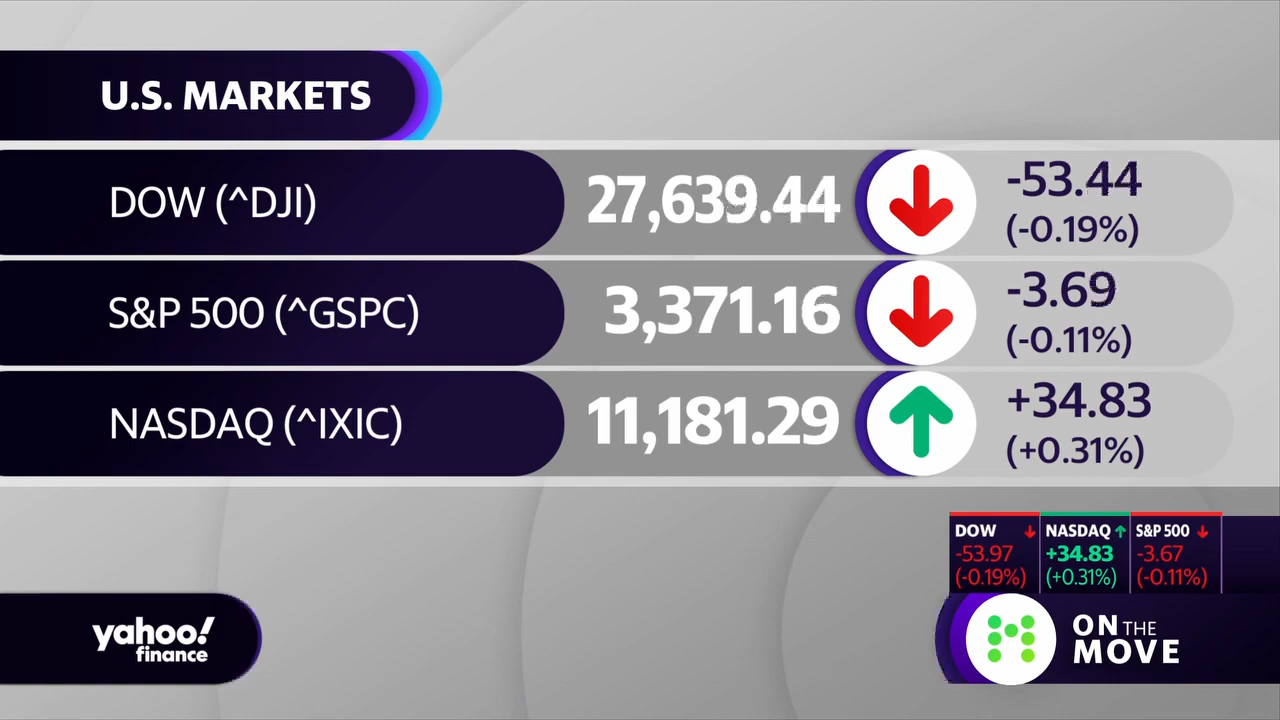 U.S. MARKETS
DOW (^DJI) 27,639.44 -53.44
(-0.19%)
S&P 500 (^GSPC) 3,371.16 -3.69
(-0.11%)
NASDAQ (^IXIC) 11,181.29 +34.83
(+0.31%)
DOW NASDAQ S&P 500
-53.97 +34.83 -3.67
(-0.19%) (+0.31%) (-0.11%)
yahoo!
finance
ON THE
MOVE